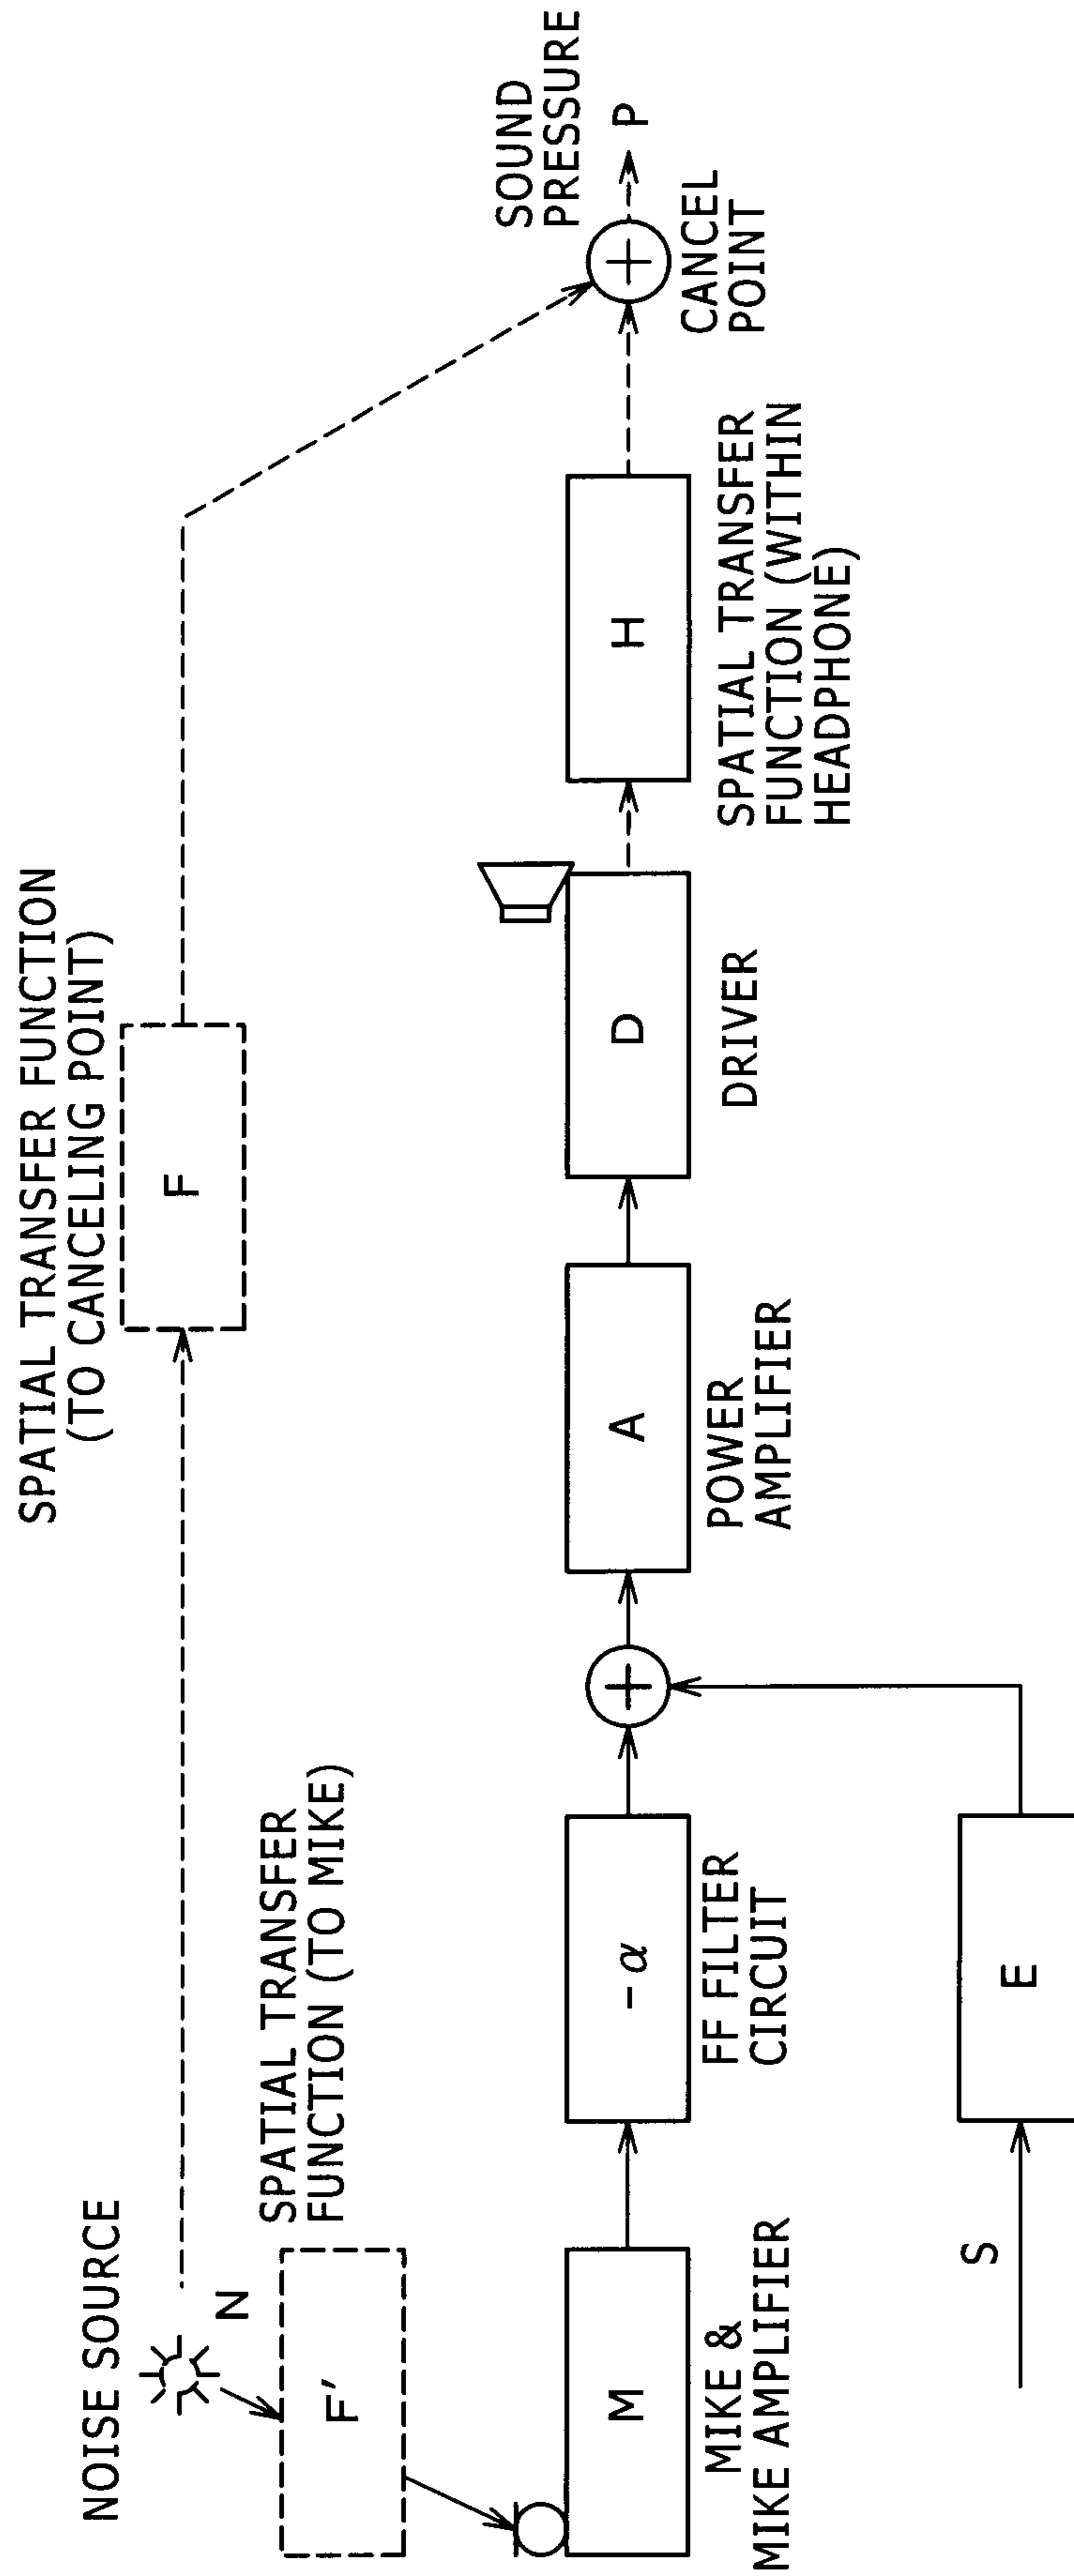 SPATIAL TRANSFER FUNCTION
(TO CANCELING POINT)
F
NOISE SOURCE
N
SPATIAL TRANSFER
FUNCTION (TO MIKE)
F'
SOUND
PRESSURE
P
CANCEL
POINT
M
MIKE &
MIKE AMPLIFIER
-α
FF FILTER
CIRCUIT
A
POWER
AMPLIFIER
D
DRIVER
H
SPATIAL TRANSFER
FUNCTION (WITHIN
HEADPHONE)
S
E